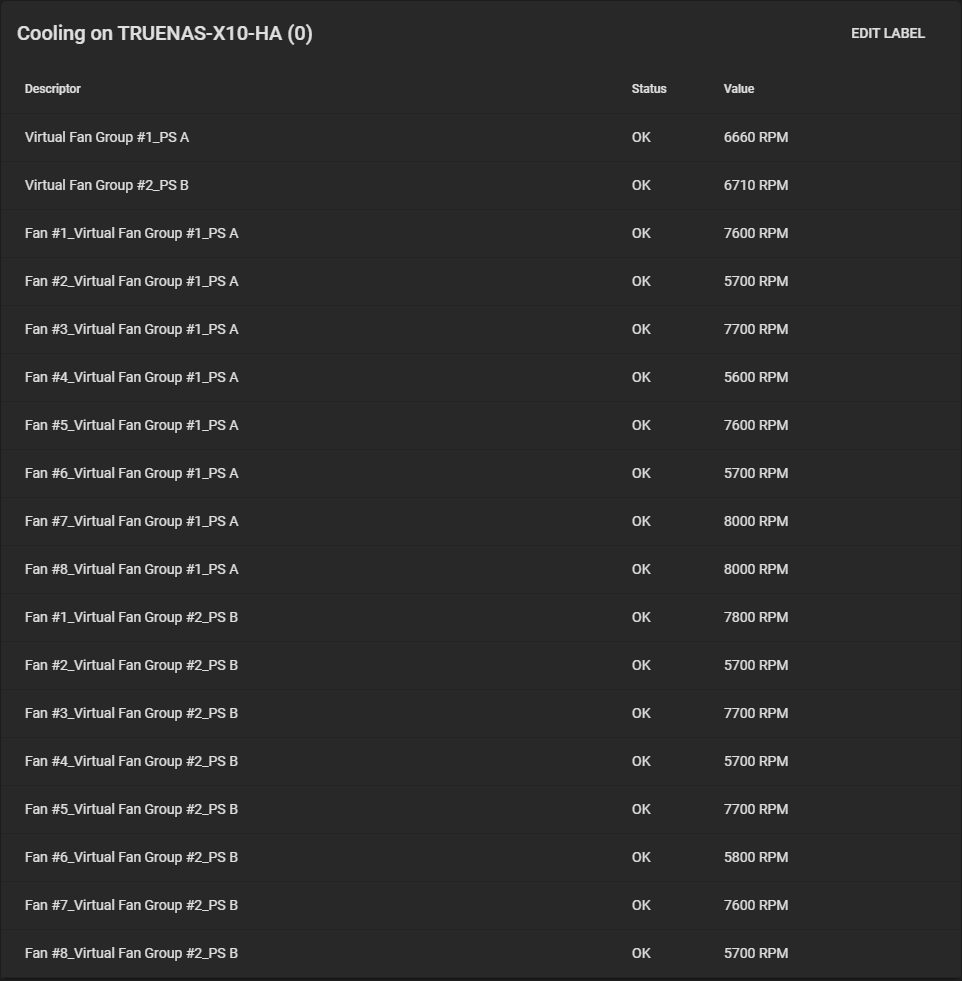 Cooling on TRUENAS-X10-HA (0) EDIT LABEL
Descriptor Status Value
Virtual Fan Group #1_PS A OK 6660 RPM
Virtual Fan Group #2_PS B OK 6710 RPM
Fan #1_Virtual Fan Group #1_PS A OK 7600 RPM
Fan #2_Virtual Fan Group #1_PS A OK 5700 RPM
Fan #3_Virtual Fan Group #1_PS A OK 7700 RPM
Fan #4_Virtual Fan Group #1_PS A OK 5600 RPM
Fan #5_Virtual Fan Group #1_PS A OK 7600 RPM
Fan #6_Virtual Fan Group #1_PS A OK 5700 RPM
Fan #7_Virtual Fan Group #1_PS A OK 8000 RPM
Fan #8_Virtual Fan Group #1_PS A OK 8000 RPM
Fan #1_Virtual Fan Group #2_PS B OK 7800 RPM
Fan #2_Virtual Fan Group #2_PS B OK 5700 RPM
Fan #3_Virtual Fan Group #2_PS B OK 7700 RPM
Fan #4_Virtual Fan Group #2_PS B OK 5700 RPM
Fan #5_Virtual Fan Group #2_PS B OK 7700 RPM
Fan #6_Virtual Fan Group #2_PS B OK 5800 RPM
Fan #7_Virtual Fan Group #2_PS B OK 7600 RPM
Fan #8_Virtual Fan Group #2_PS B OK 5700 RPM